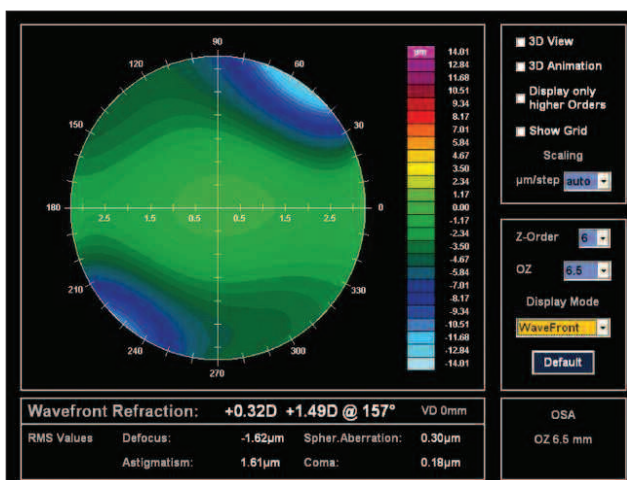 90
120
60
150
30
180
2.5
1.5
0.5
0.5
1.5
2.5
0
210
330
240
300
270
µm
14.01
12.84
11.68
10.51
9.34
8.17
7.01
5.84
4.67
3.50
2.34
1.17
0.00
-1.17
-2.34
-3.50
-4.67
-5.84
-7.01
-8.17
-9.34
-10.51
-11.68
-12.84
-14.01
3D View
3D Animation
Display only
higher Orders
Show Grid
Scaling
µm/step auto
Z-Order 6
OZ 6.5
Display Mode
WaveFront
Default
Wavefront Refraction: +0.32D +1.49D @ 157° VD 0mm
RMS Values Defocus: -1.62µm Spher.Aberration: 0.30µm
Astigmatism: 1.61µm Coma: 0.18µm
OSA
OZ 6.5 mm